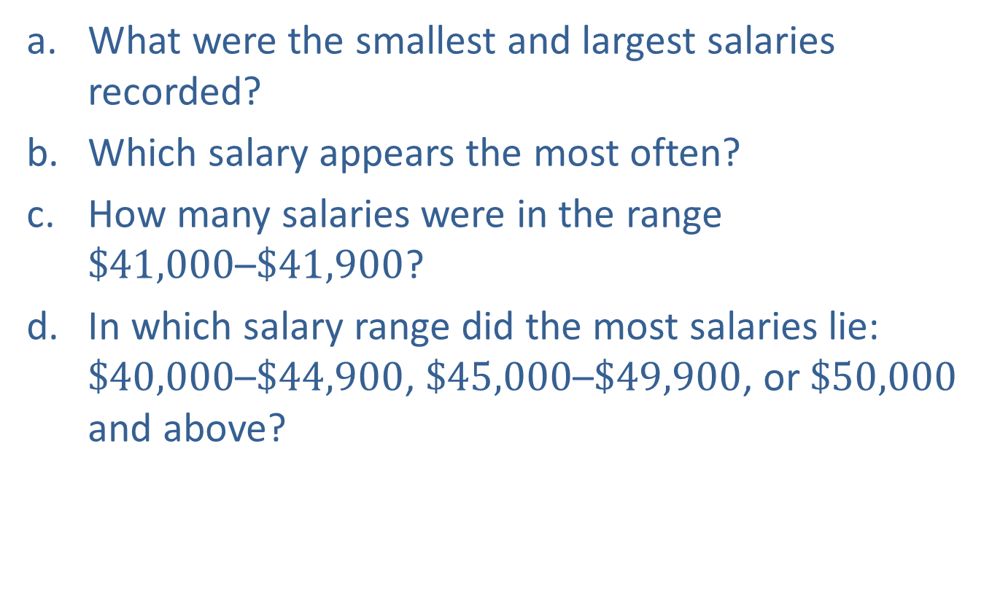 a. What were the smallest and largest salaries
recorded?
b. Which salary appears the most often?
c. How many salaries were in the range
$41,000–$41,900?
d. In which salary range did the most salaries lie:
$40,000–$44,900, $45,000–$49,900, or $50,000
and above?